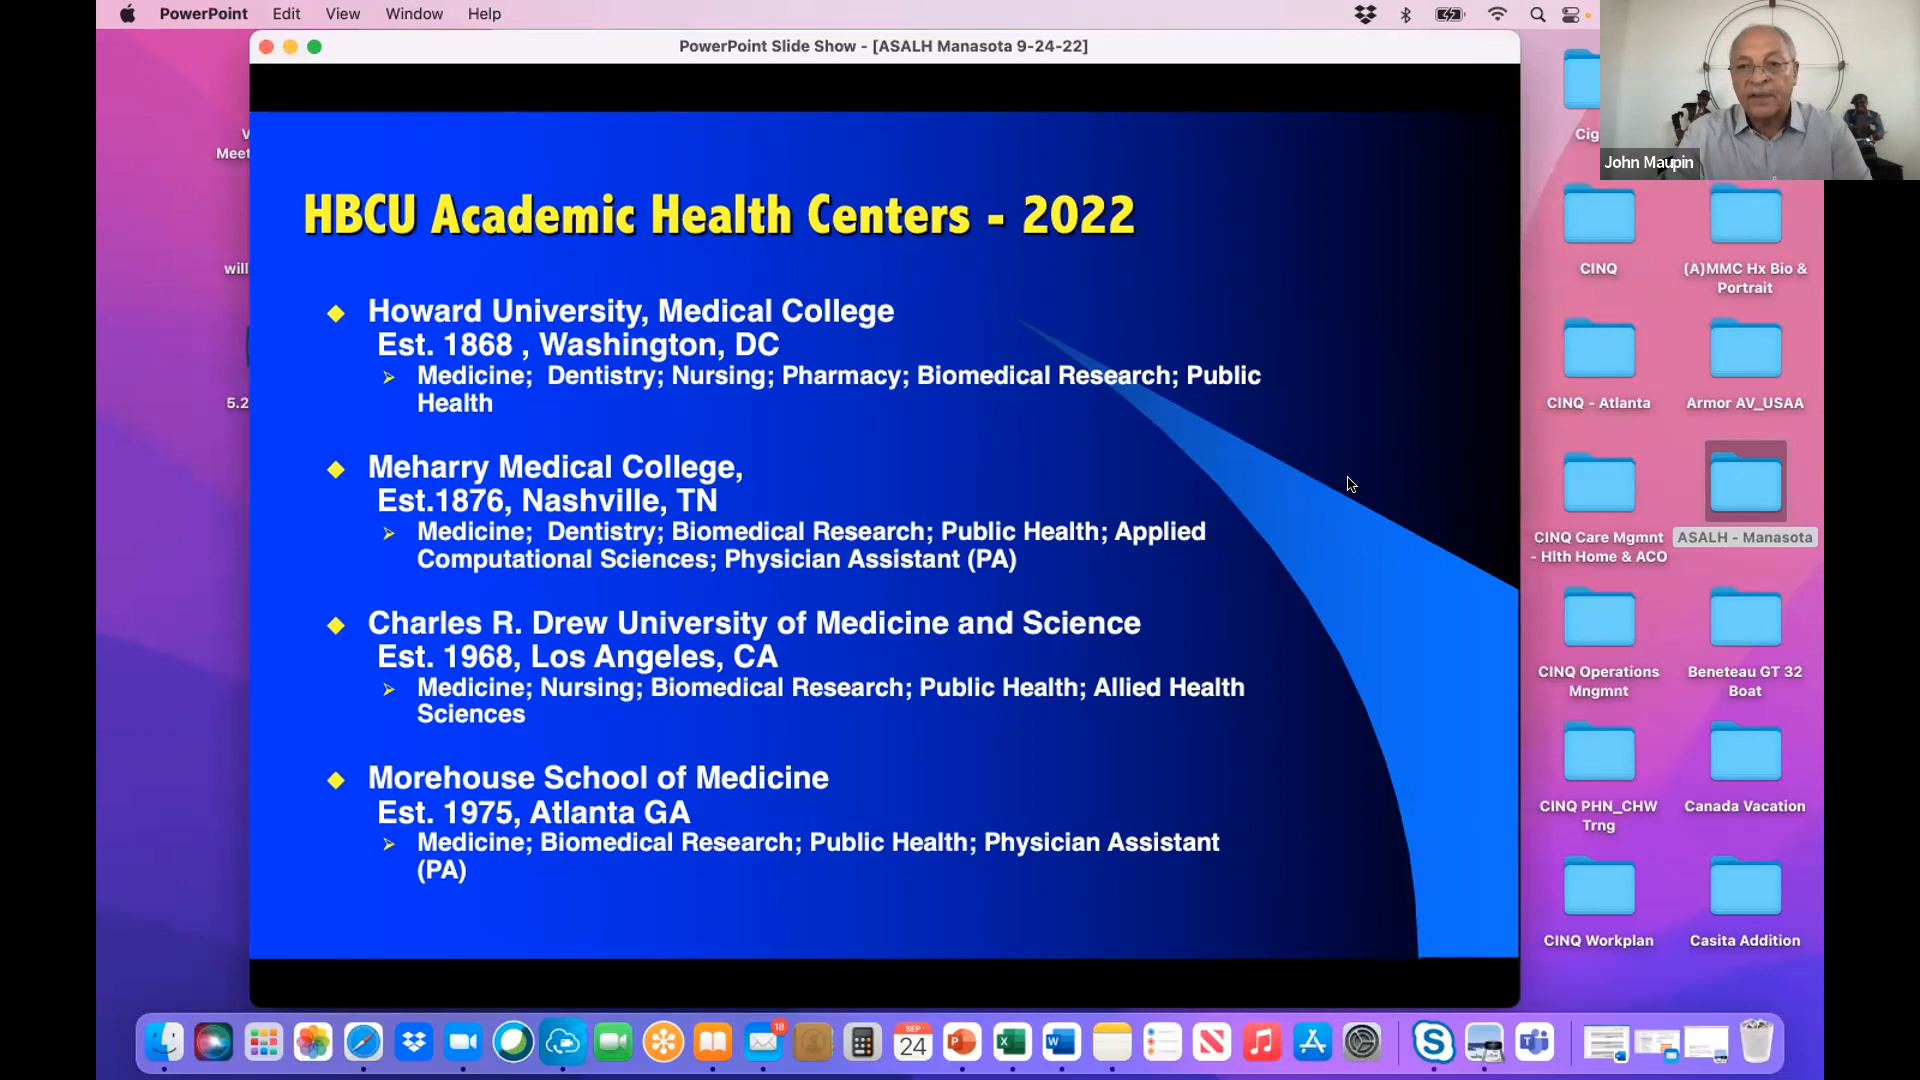 PowerPoint Edit View Window Help
PowerPoint Slide Show - [ASALH Manasota 9-24-22]
John Maupin
HBCU Academic Health Centers - 2022
Howard University, Medical College
Est. 1868 , Washington, DC
Medicine; Dentistry; Nursing; Pharmacy; Biomedical Research; Public
Health
Meharry Medical College,
Est.1876, Nashville, TN
Medicine; Dentistry; Biomedical Research; Public Health; Applied
Computational Sciences; Physician Assistant (PA)
Charles R. Drew University of Medicine and Science
Est. 1968, Los Angeles, CA
Medicine; Nursing; Biomedical Research; Public Health; Allied Health
Sciences
Morehouse School of Medicine
Est. 1975, Atlanta GA
Medicine; Biomedical Research; Public Health; Physician Assistant
(PA)
V
Meet
will
5.2
Cig
CINQ
(A)MMC Hx Bio &
Portrait
CINQ - Atlanta
Armor AV_USAA
CINQ Care Mgmnt
- Hlth Home & ACO
ASALH - Manasota
CINQ Operations
Mngmnt
Beneteau GT 32
Boat
CINQ PHN_CHW
Trng
Canada Vacation
CINQ Workplan
Casita Addition
18
SEP
24